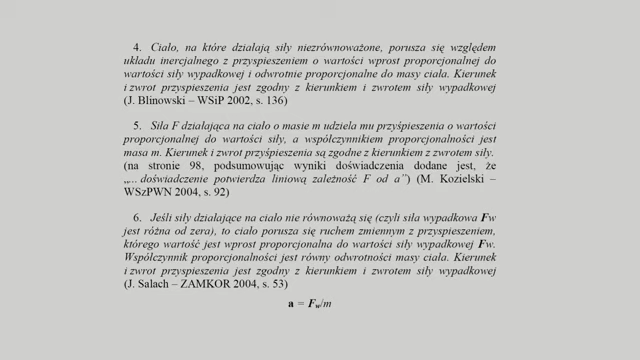 4. Ciało, na które działają siły niezrównoważone, porusza się względem
układu inercjalnego z przyspieszeniem o wartości wprost proporcjonalnej do
wartości siły wypadkowej i odwrotnie proporcjonalne do masy ciała. Kierunek
i zwrot przyspieszenia jest zgodny z kierunkiem i zwrotem siły wypadkowej
(J. Blinowski – WSiP 2002, s. 136)
5. Siła F działająca na ciało o masie m udziela mu przyśpieszenia o wartości
proporcjonalnej do wartości siły, a współczynnikiem proporcjonalności jest
masa m. Kierunek i zwrot przyśpieszenia są zgodne z kierunkiem z zwrotem siły.
(na stronie 98, podsumowując wyniki doświadczenia dodane jest, że
„... doświadczenie potwierdza liniową zależność F od a”) (M. Kozielski –
WSzPWN 2004, s. 92)
6. Jeśli siły działające na ciało nie równoważą się (czyli siła wypadkowa Fw
jest różna od zera), to ciało porusza się ruchem zmiennym z przyspieszeniem,
którego wartość jest wprost proporcjonalna do wartości siły wypadkowej Fw.
Współczynnik proporcjonalności jest równy odwrotności masy ciała. Kierunek
i zwrot przyspieszenia jest zgodny z kierunkiem i zwrotem siły wypadkowej
(J. Salach – ZAMKOR 2004, s. 53)
a = Fw/m